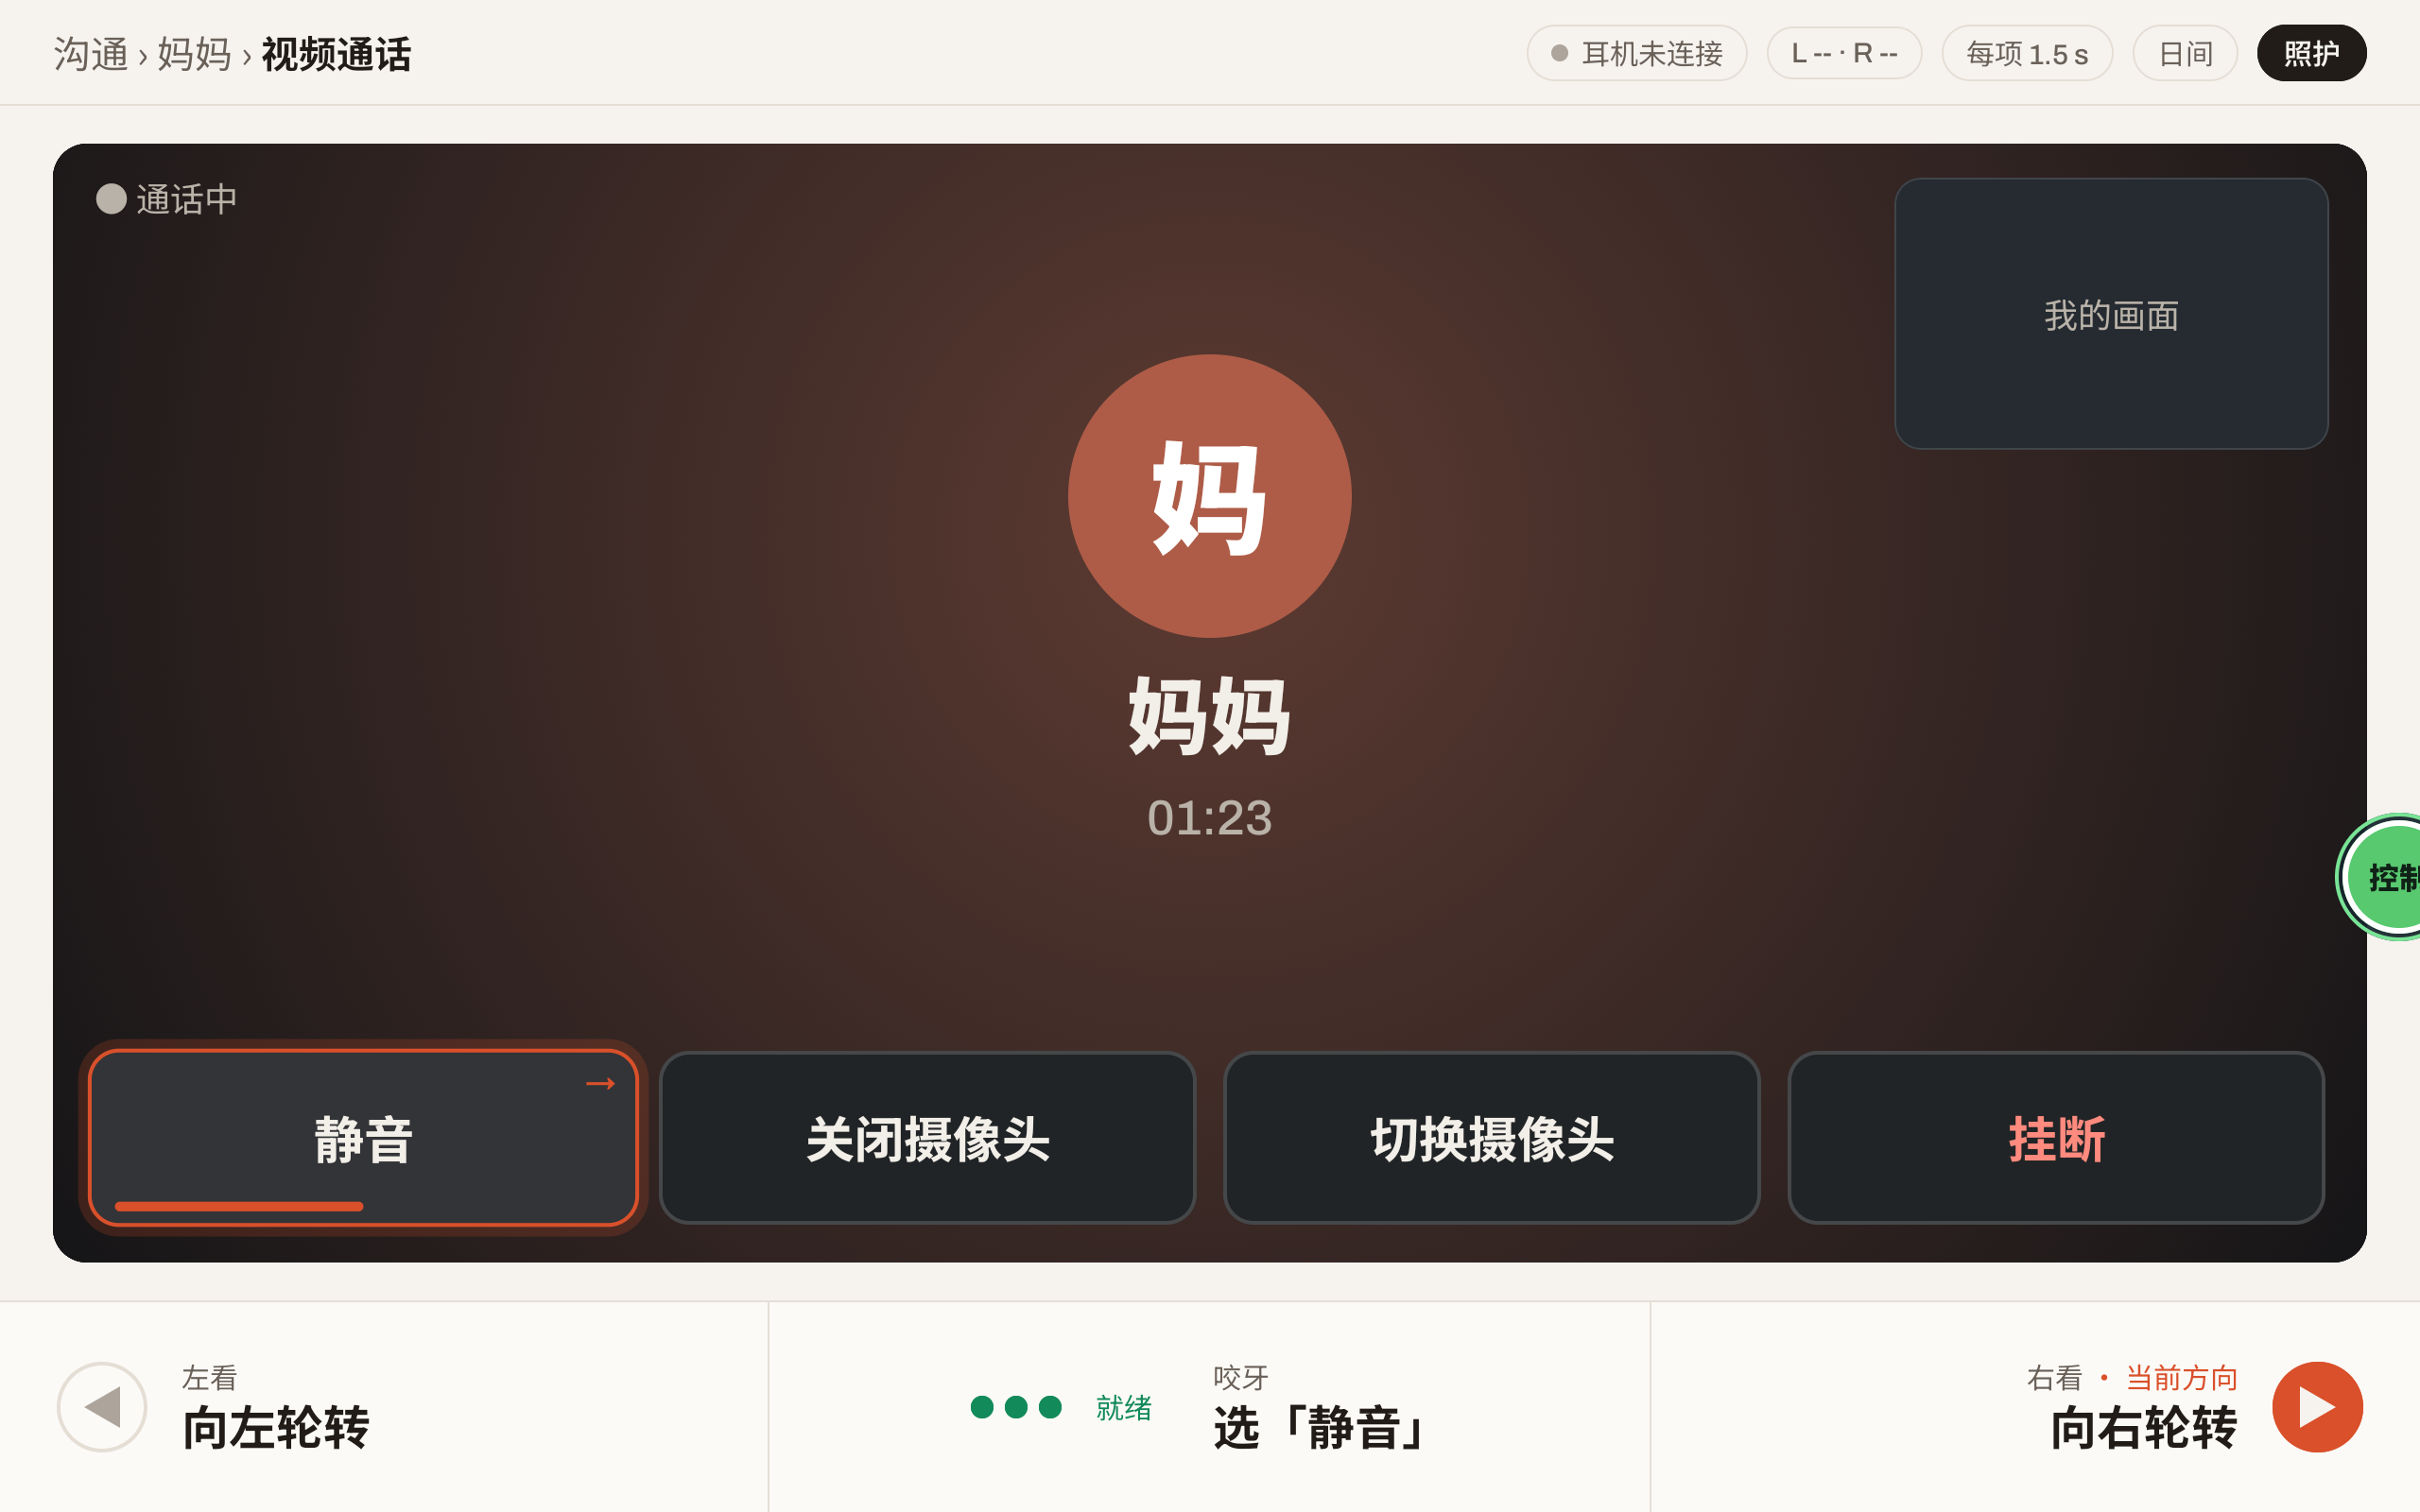 沟通 › 妈妈 › 视频通话
耳机未连接
L -- · R --
每项 1.5 s
日间
照护
通话中
我的画面
妈
妈妈
01:23
静音 →
关闭摄像头
切换摄像头
挂断
左看
向左轮转
就绪
咬牙
选「静音」
右看 · 当前方向
向右轮转